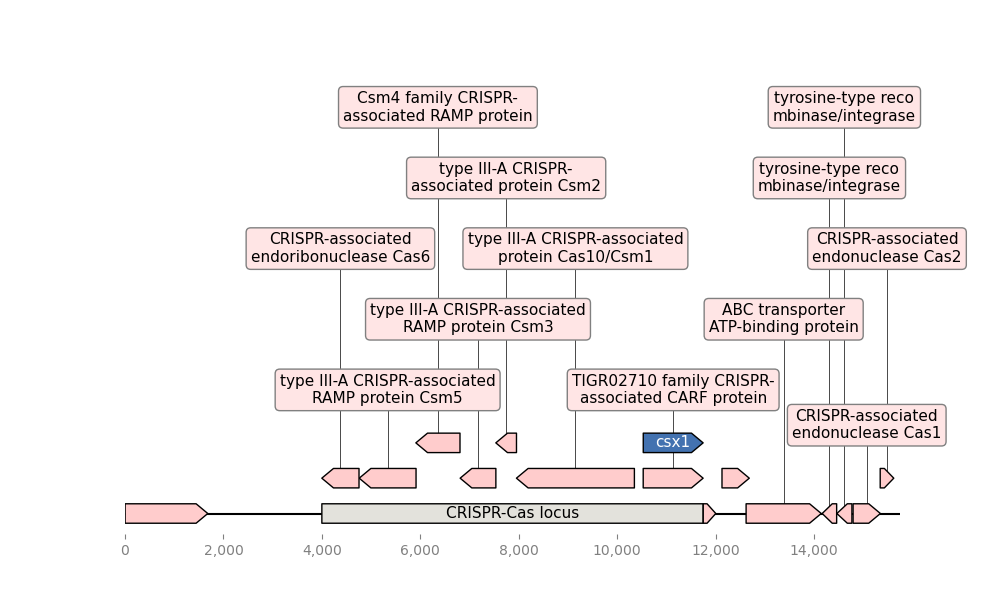 Csm4 family CRISPR-
associated RAMP protein
tyrosine-type reco
mbinase/integrase
type III-A CRISPR-
associated protein Csm2
tyrosine-type reco
mbinase/integrase
CRISPR-associated
endoribonuclease Cas6
type III-A CRISPR-associated
protein Cas10/Csm1
CRISPR-associated
endonuclease Cas2
type III-A CRISPR-associated
RAMP protein Csm3
ABC transporter
ATP-binding protein
type III-A CRISPR-associated
RAMP protein Csm5
TIGR02710 family CRISPR-
associated CARF protein
CRISPR-associated
endonuclease Cas1
csx1
CRISPR-Cas locus
0 2,000 4,000 6,000 8,000 10,000 12,000 14,000